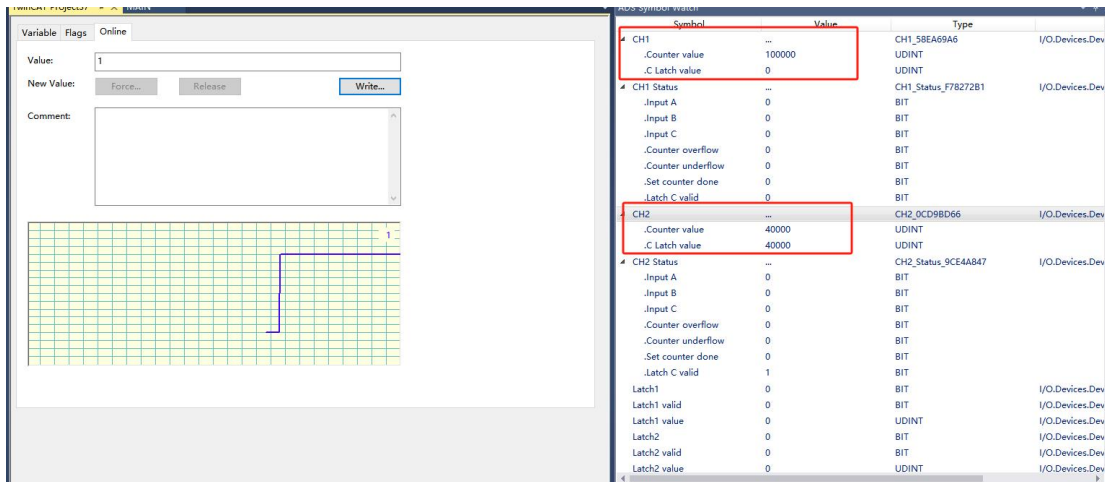 TwinCAT Project57
MAIN
ADS Symbol Watch
Variable Flags Online
Value: 1
New Value: Force... Release Write...
Comment:
1
Symbol Value Type
CH1 ... CH1_58EA69A6 I/O.Devices.Dev
.Counter value 100000 UDINT
.C Latch value 0 UDINT
CH1 Status ... CH1_Status_F78272B1 I/O.Devices.Dev
.Input A 0 BIT
.Input B 0 BIT
.Input C 0 BIT
.Counter overflow 0 BIT
.Counter underflow 0 BIT
.Set counter done 0 BIT
.Latch C valid 0 BIT
CH2 ... CH2_0CD9BD66 I/O.Devices.Dev
.Counter value 40000 UDINT
.C Latch value 40000 UDINT
CH2 Status ... CH2_Status_9CE4A847 I/O.Devices.Dev
.Input A 0 BIT
.Input B 0 BIT
.Input C 0 BIT
.Counter overflow 0 BIT
.Counter underflow 0 BIT
.Set counter done 0 BIT
.Latch C valid 1 BIT
Latch1 0 BIT I/O.Devices.Dev
Latch1 valid 0 BIT I/O.Devices.Dev
Latch1 value 0 UDINT I/O.Devices.Dev
Latch2 0 BIT I/O.Devices.Dev
Latch2 valid 0 BIT I/O.Devices.Dev
Latch2 value 0 UDINT I/O.Devices.Dev